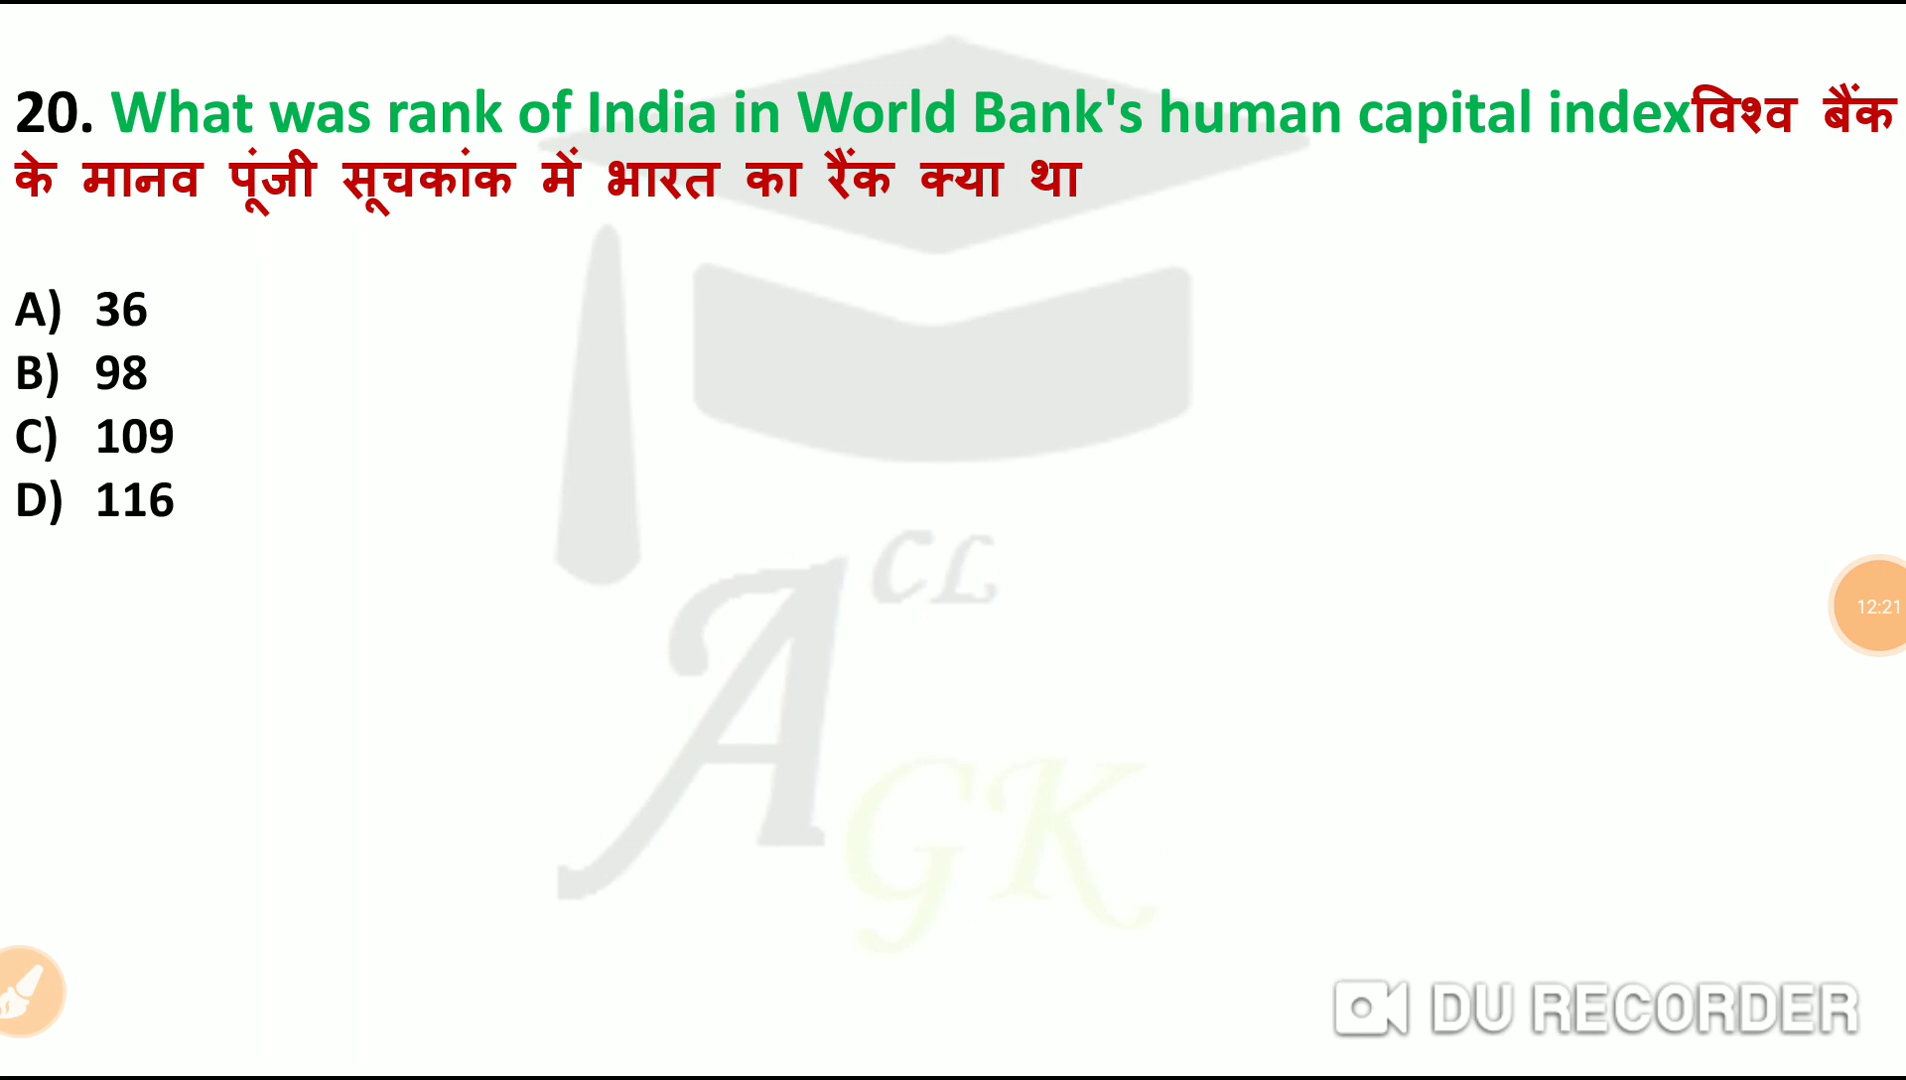 20. What was rank of India in World Bank's human capital indexविश्व बैंक
के मानव पूंजी सूचकांक में भारत का रैंक क्या था
A) 36
B) 98
C) 109
D) 116
CL
A
GK
12:21
DU RECORDER